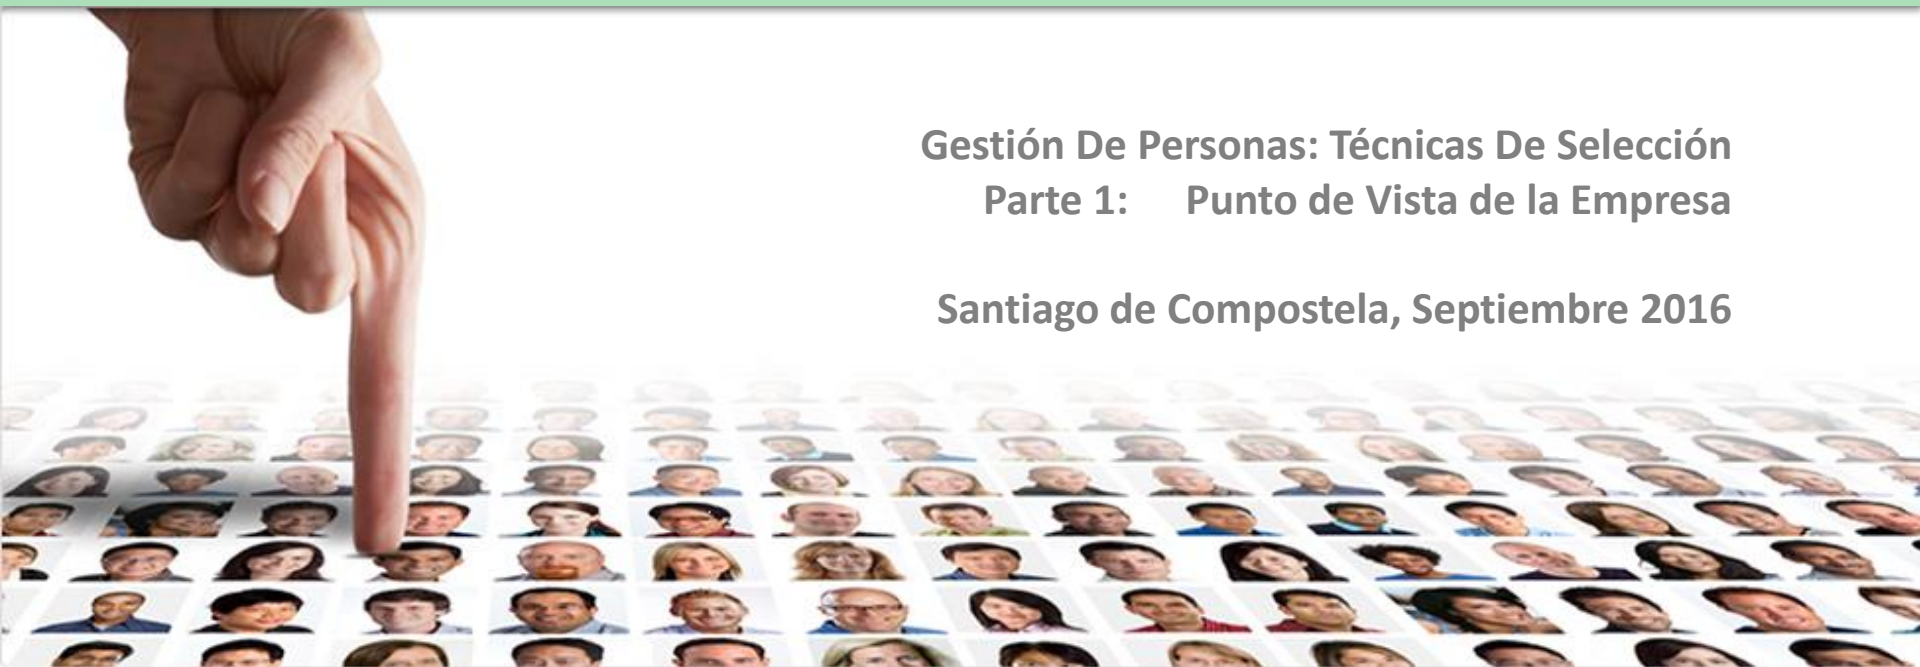 Gestión De Personas: Técnicas De Selección
Parte 1: Punto de Vista de la Empresa
Santiago de Compostela, Septiembre 2016